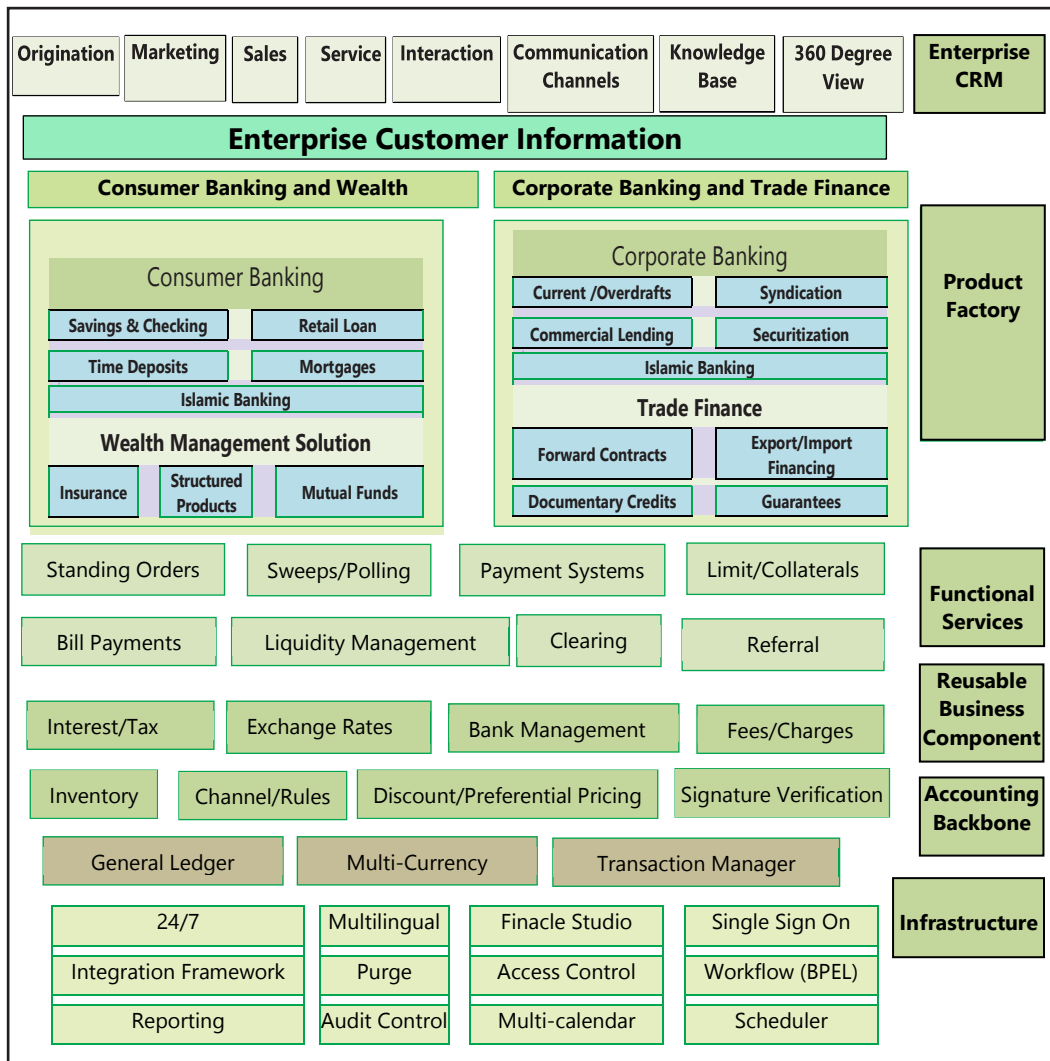 Origination
Marketing
Sales
Service
Interaction
Communication
Channels
Knowledge
Base
360 Degree
View
Enterprise
CRM
Enterprise Customer Information
Consumer Banking and Wealth
Corporate Banking and Trade Finance
Consumer Banking
Savings & Checking
Retail Loan
Time Deposits
Mortgages
Islamic Banking
Wealth Management Solution
Insurance
Structured
Products
Mutual Funds
Corporate Banking
Current /Overdrafts
Syndication
Commercial Lending
Securitization
Islamic Banking
Trade Finance
Forward Contracts
Export/Import
Financing
Documentary Credits
Guarantees
Product
Factory
Standing Orders
Sweeps/Polling
Payment Systems
Limit/Collaterals
Bill Payments
Liquidity Management
Clearing
Referral
Functional
Services
Interest/Tax
Exchange Rates
Bank Management
Fees/Charges
Reusable
Business
Component
Inventory
Channel/Rules
Discount/Preferential Pricing
Signature Verification
Accounting
Backbone
General Ledger
Multi-Currency
Transaction Manager
Infrastructure
24/7
Multilingual
Finacle Studio
Single Sign On
Integration Framework
Purge
Access Control
Workflow (BPEL)
Reporting
Audit Control
Multi-calendar
Scheduler